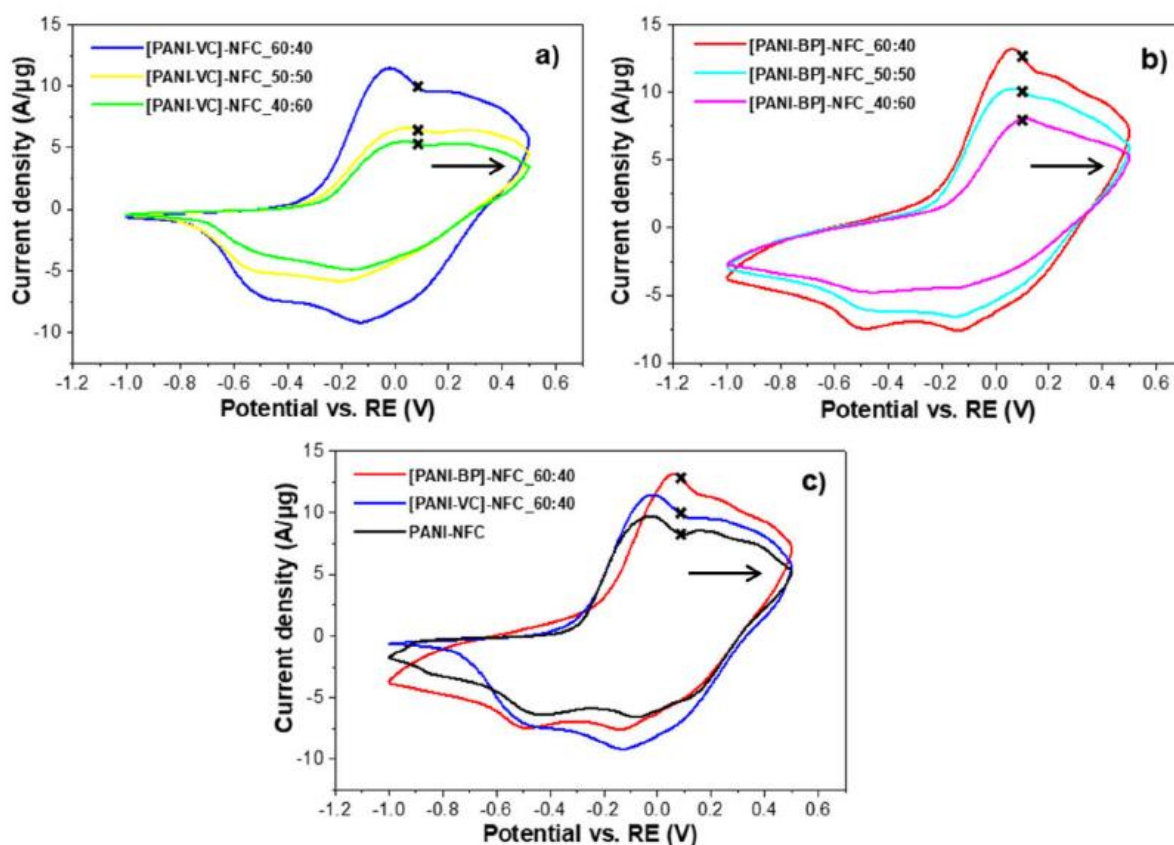 a)
[PANI-VC]-NFC_60:40
[PANI-VC]-NFC_50:50
[PANI-VC]-NFC_40:60
15
10
5
0
-5
-10
Current density (A/µg)
-1.2 -1.0 -0.8 -0.6 -0.4 -0.2 0.0 0.2 0.4 0.6
Potential vs. RE (V)
b)
[PANI-BP]-NFC_60:40
[PANI-BP]-NFC_50:50
[PANI-BP]-NFC_40:60
15
10
5
0
-5
-10
Current density (A/µg)
-1.2 -1.0 -0.8 -0.6 -0.4 -0.2 0.0 0.2 0.4 0.6
Potential vs. RE (V)
c)
[PANI-BP]-NFC_60:40
[PANI-VC]-NFC_60:40
PANI-NFC
15
10
5
0
-5
-10
Current density (A/µg)
-1.2 -1.0 -0.8 -0.6 -0.4 -0.2 0.0 0.2 0.4 0.6
Potential vs. RE (V)